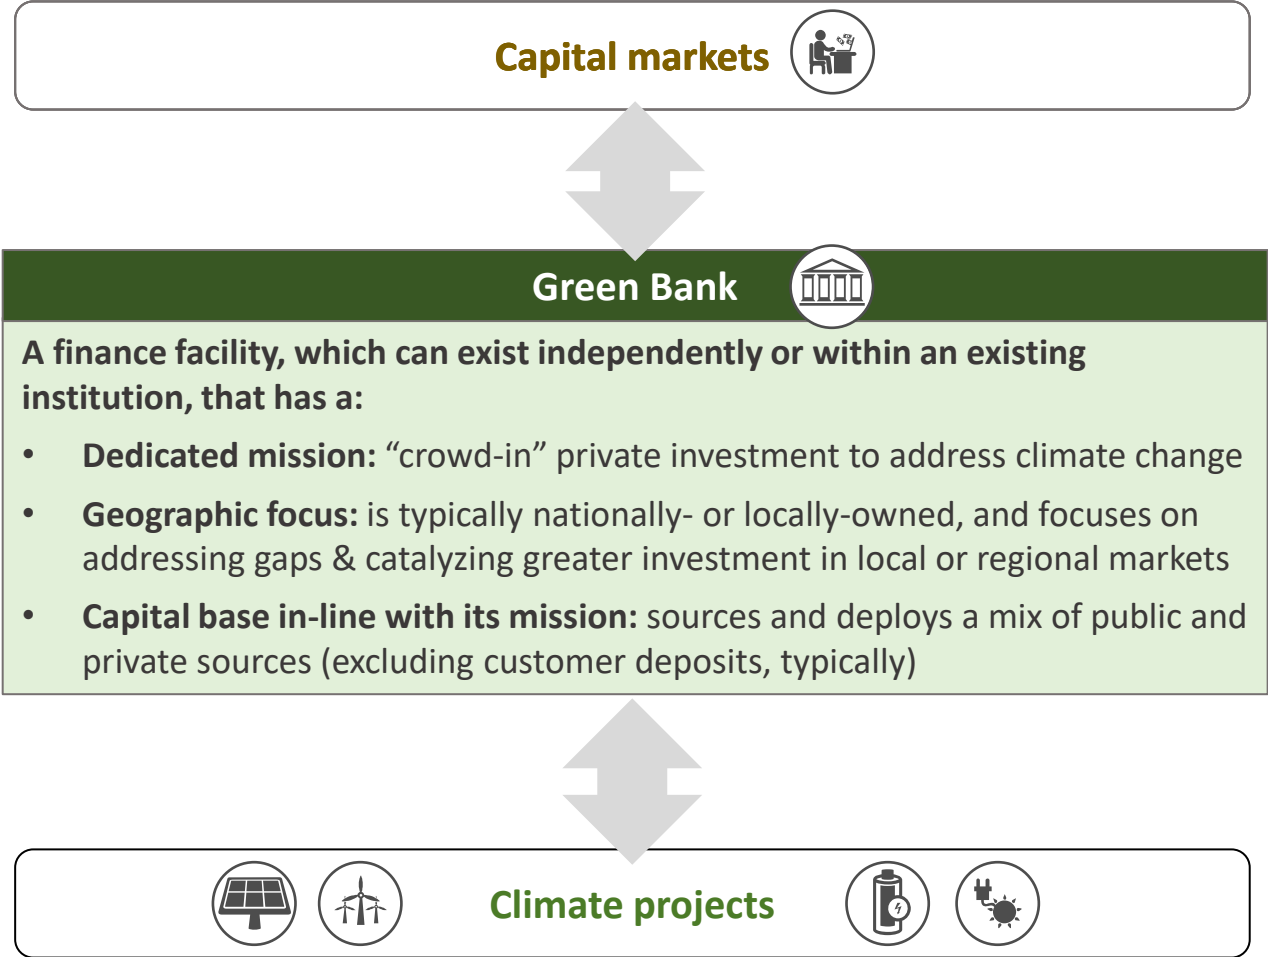 Capital markets
Green Bank
A finance facility, which can exist independently or within an existing
institution, that has a:
• Dedicated mission: “crowd-in” private investment to address climate change
• Geographic focus: is typically nationally- or locally-owned, and focuses on
addressing gaps & catalyzing greater investment in local or regional markets
• Capital base in-line with its mission: sources and deploys a mix of public and
private sources (excluding customer deposits, typically)
Climate projects